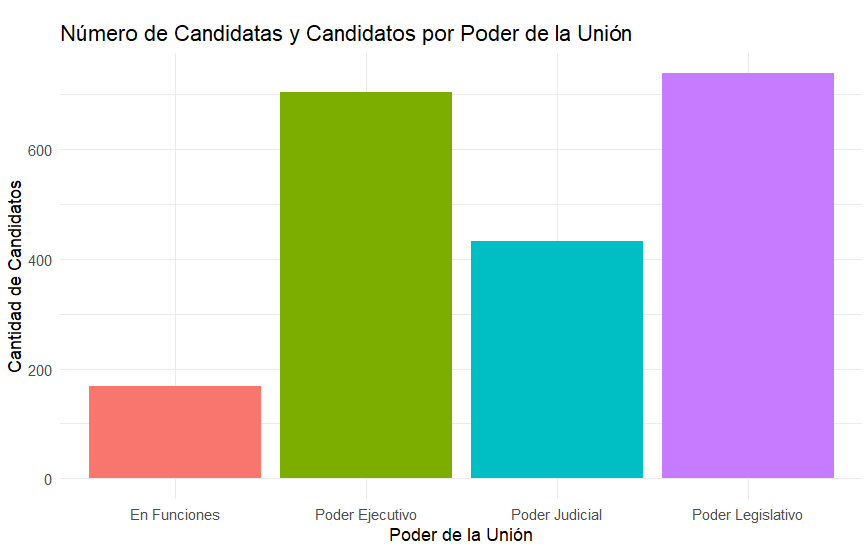 Número de Candidatas y Candidatos por Poder de la Unión
Cantidad de Candidatos
600
400
200
0
En Funciones
Poder Ejecutivo
Poder Judicial
Poder Legislativo
Poder de la Unión